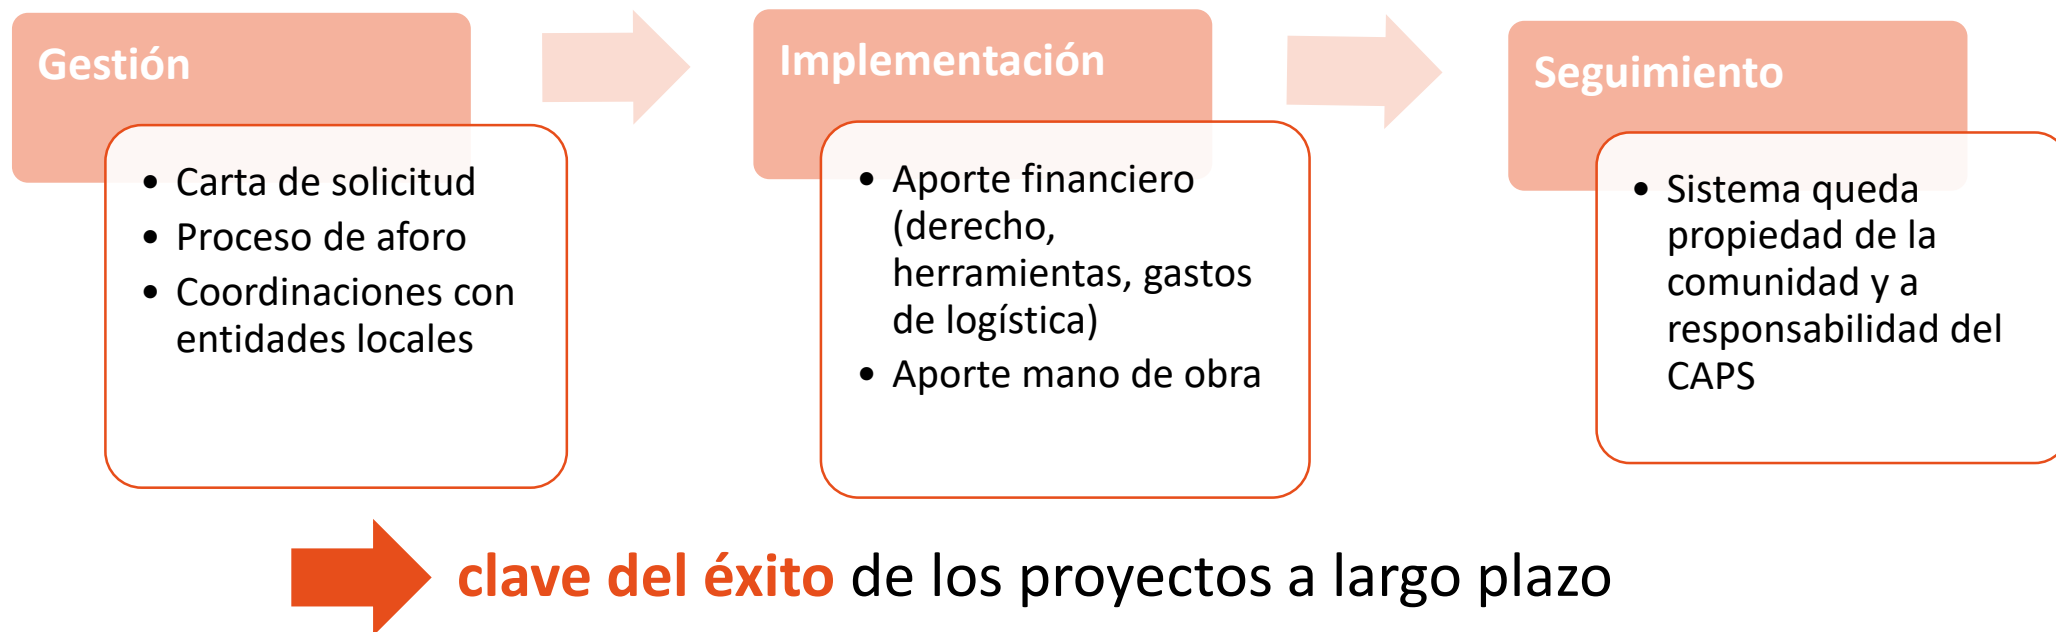 Gestión
• Carta de solicitud
• Proceso de aforo
• Coordinaciones con
entidades locales
Implementación
• Aporte financiero
(derecho,
herramientas, gastos
de logística)
• Aporte mano de obra
Seguimiento
• Sistema queda
propiedad de la
comunidad y a
responsabilidad del
CAPS
clave del éxito de los proyectos a largo plazo